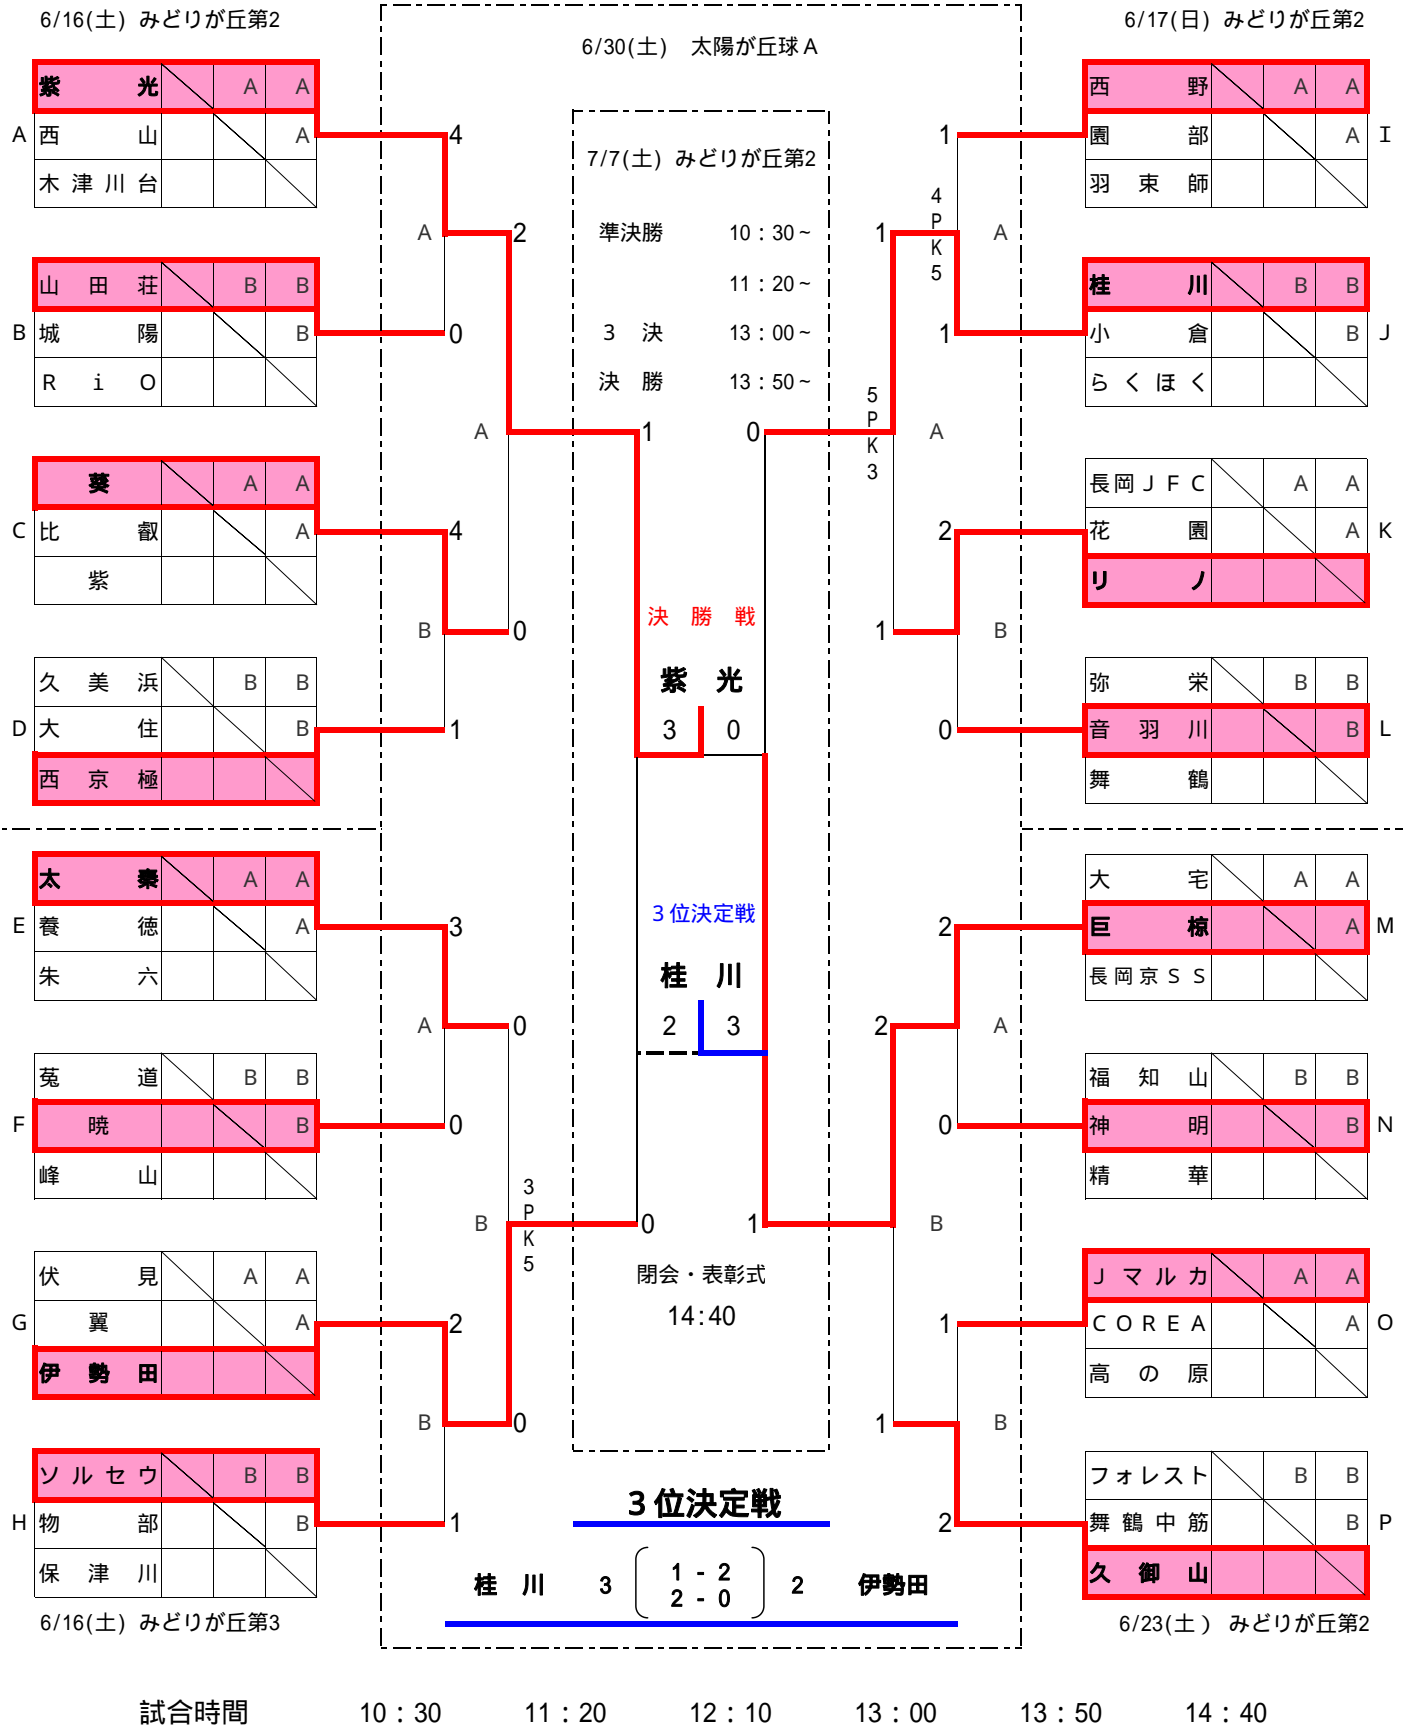 6/16(土) みどりが丘第2
6/17(日) みどりが丘第2
6/30(土) 太陽が丘球A
7/7(土) みどりが丘第2
準決勝 10：30~
11：20~
3 決 13：00~
決 勝 13：50~
紫光 A A
A 西山 A
木津川台
山田荘 B B
B 城陽 B
RiO
葵 A A
C 比叡 A
紫
久美浜 B B
D 大住 B
西京極
太秦 A A
E 養徳 A
朱六
菟道 B B
F 暁 B
峰山
伏見 A A
G 翼 A
伊勢田
ソルセウ B B
H 物部 B
保津川
6/16(土) みどりが丘第3
4
A 2
0
A 1
4
B 0
1
3
A 0
0
B 3PK5 0
2
B 0
1
決勝戦
紫光
3 0
3位決定戦
桂川
2 3
閉会・表彰式
14:40
1
1 4PK5 A
1
0 5PK3 A
2
1 B
0
2
2 A
0
1 B
1
1 B
2
西野 A A
園部 A I
羽束師
桂川 B B
小倉 B J
らくほく
長岡JFC A A
花園 A K
リノ
弥栄 B B
音羽川 B L
舞鶴
大宅 A A
巨椋 A M
長岡京SS
福知山 B B
神明 B N
精華
Jマルカ A A
COREA A O
高の原
フォレスト B B
舞鶴中筋 B P
久御山
6/23(土) みどりが丘第2
3位決定戦
桂川 3 1 - 2 2 伊勢田
2 - 0
試合時間 10：30 11：20 12：10 13：00 13：50 14：40